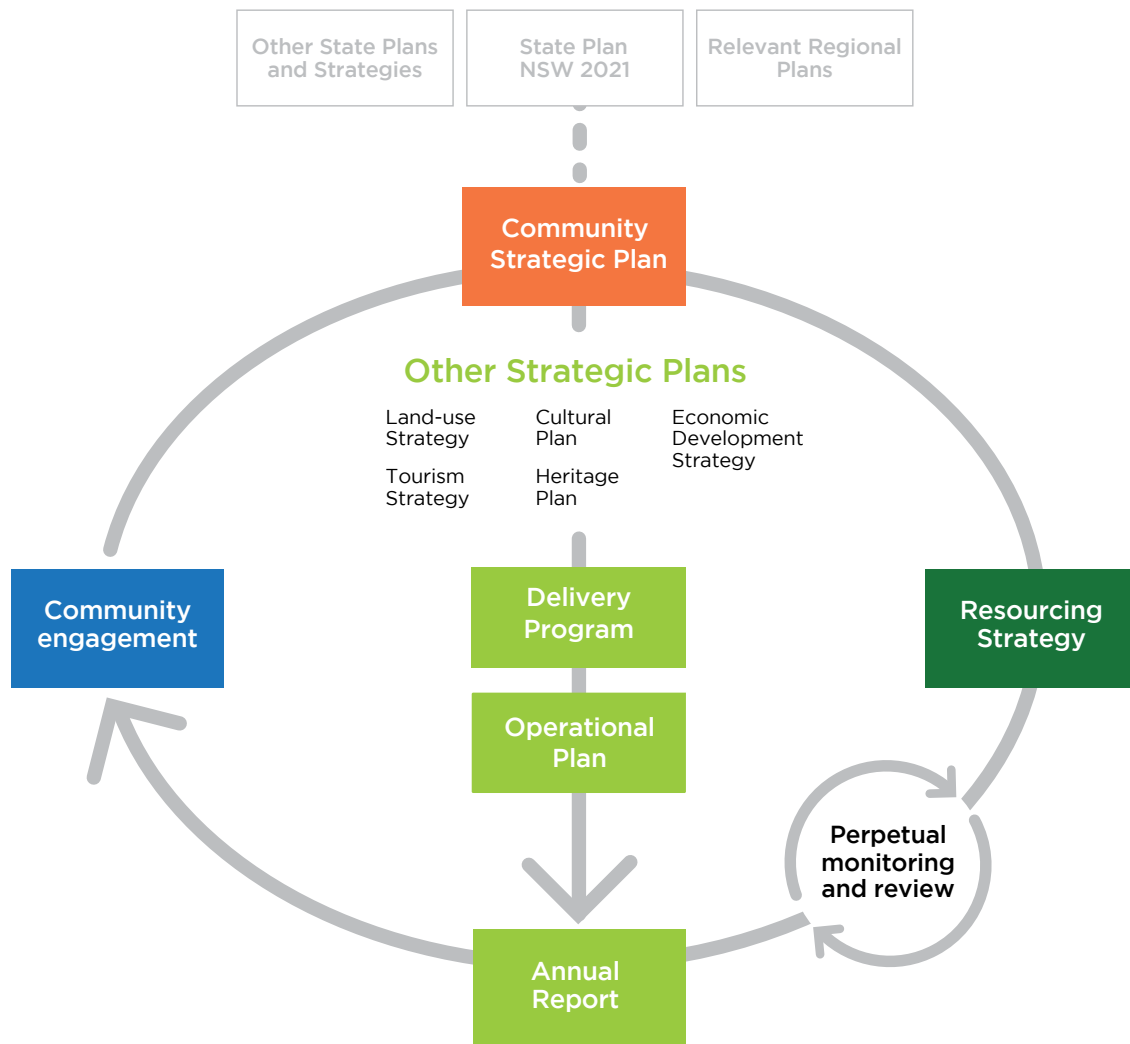 Other State Plans
and Strategies
State Plan
NSW 2021
Relevant Regional
Plans
Community
Strategic Plan
Other Strategic Plans
Land-use
Strategy
Cultural
Plan
Economic
Development
Strategy
Tourism
Strategy
Heritage
Plan
Community
engagement
Delivery
Program
Resourcing
Strategy
Operational
Plan
Perpetual
monitoring
and review
Annual
Report